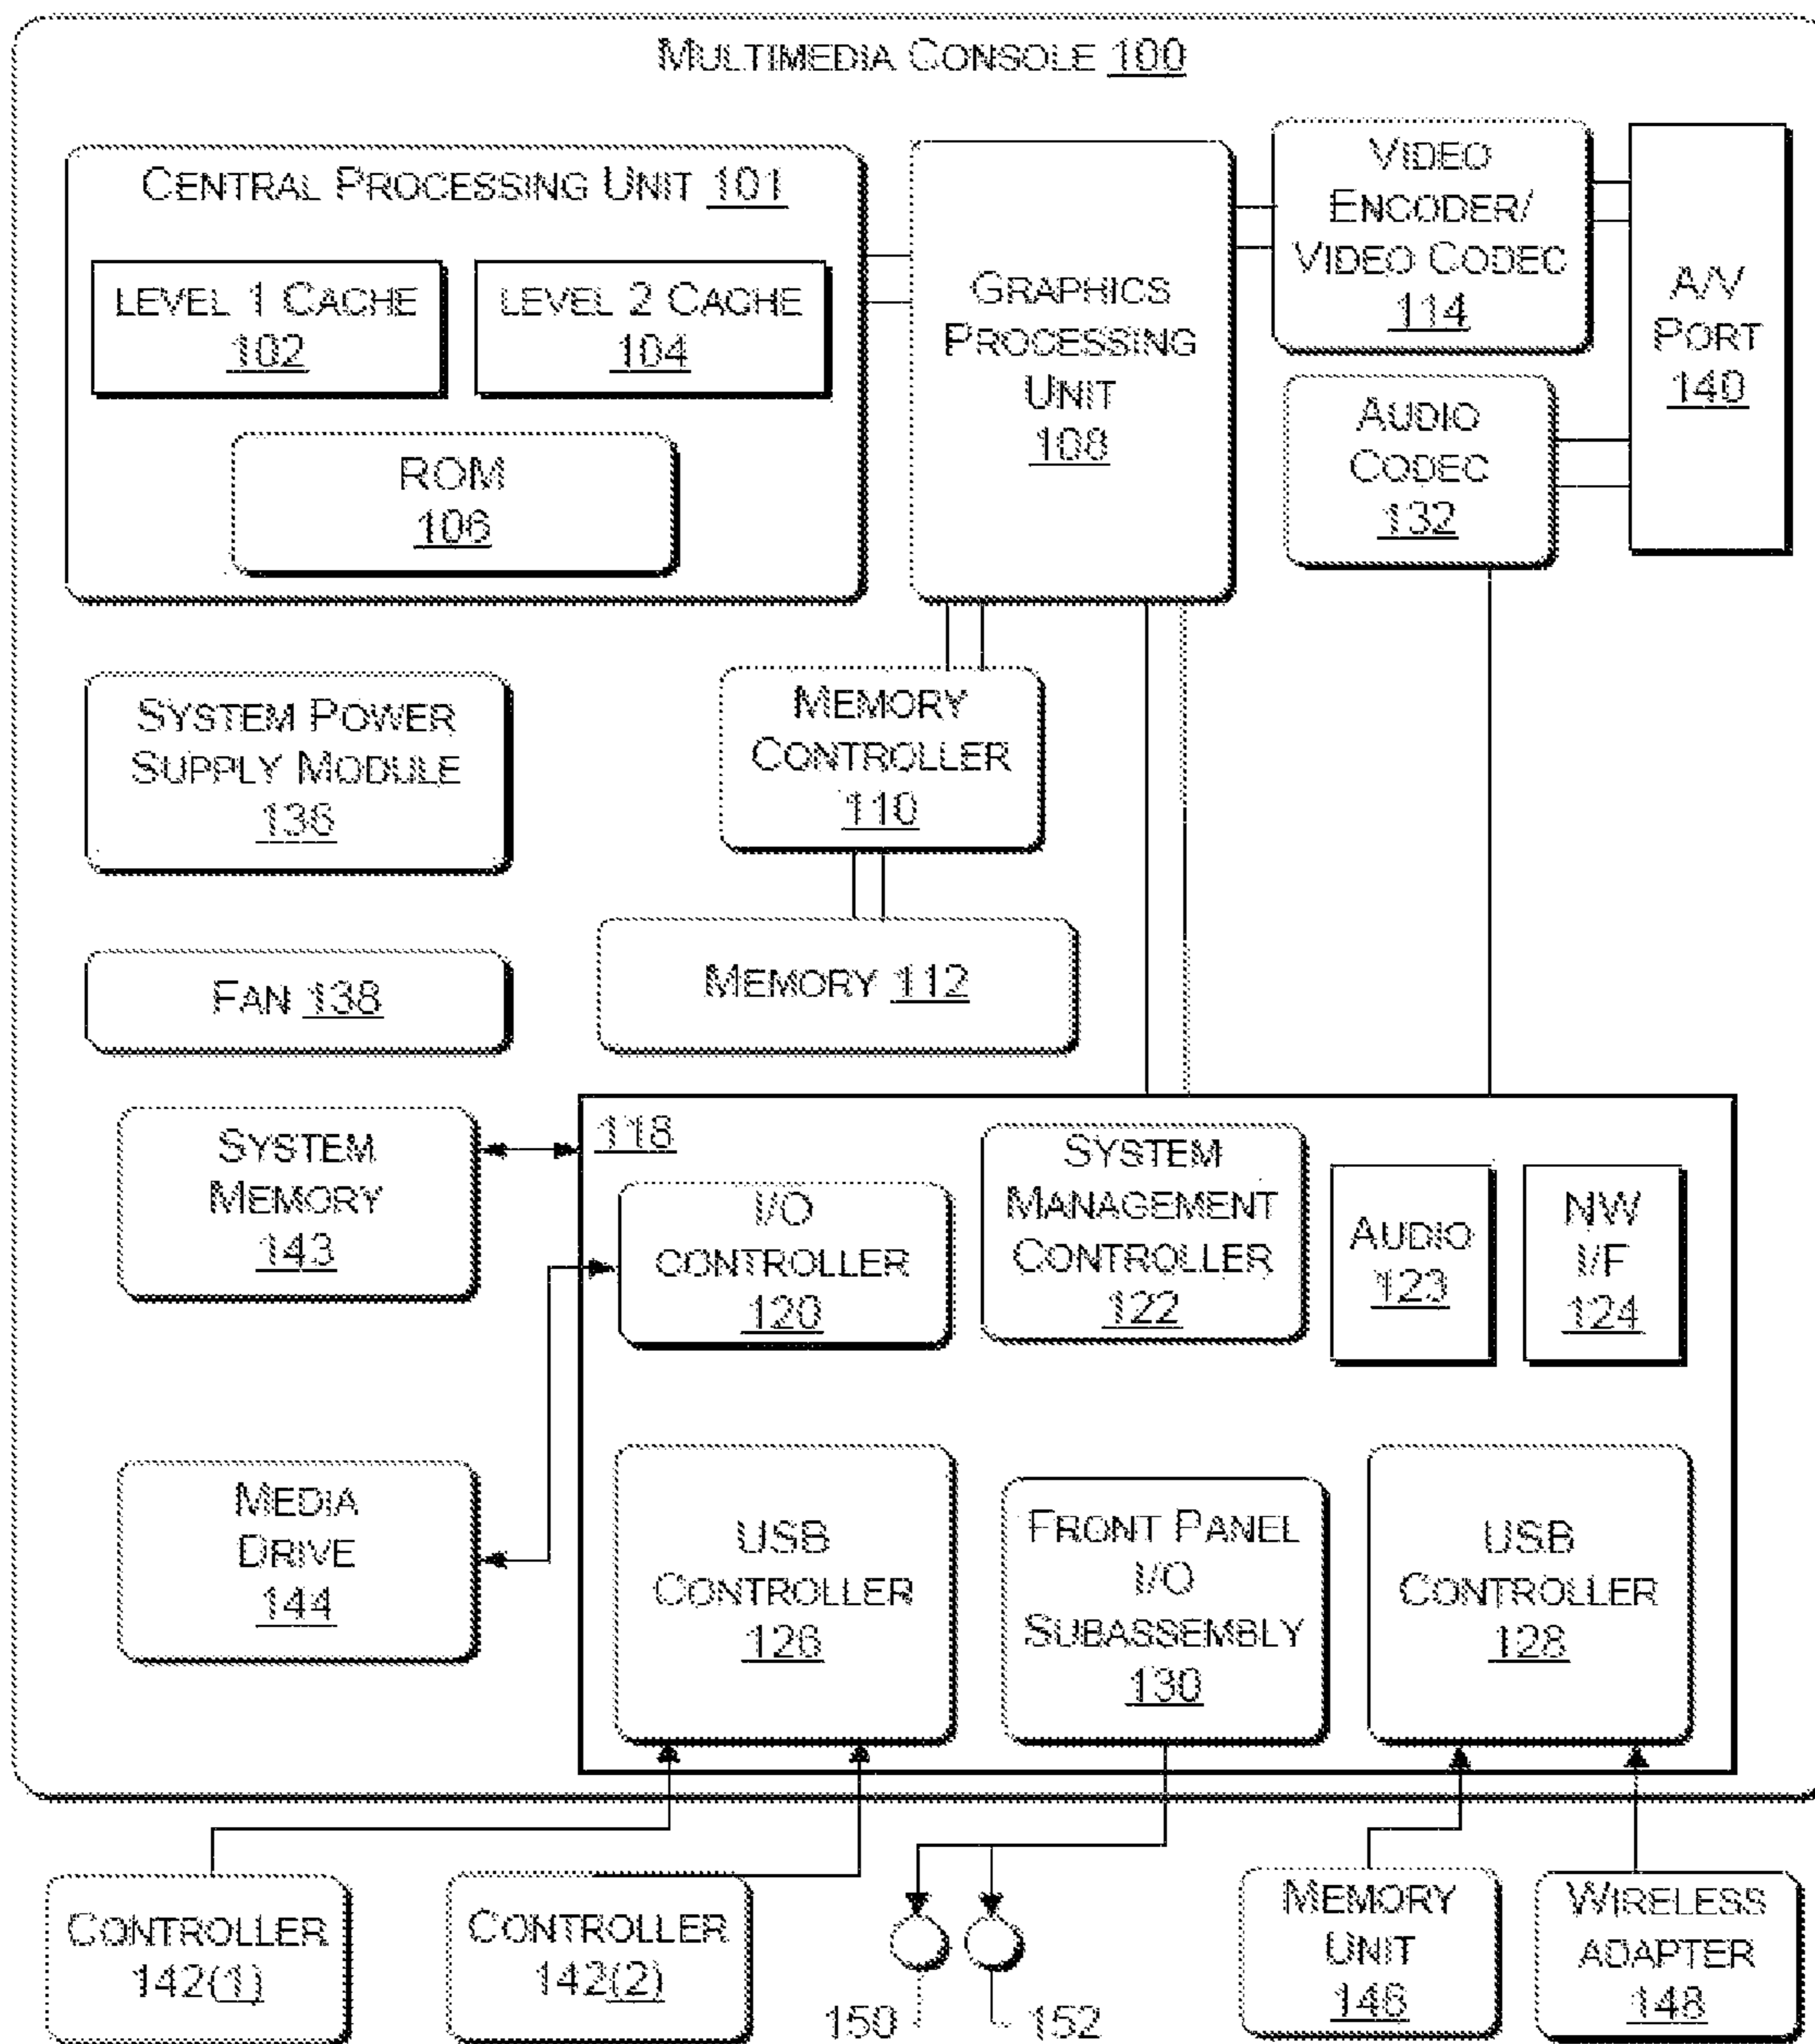 MULTIMEDIA CONSOLE 100
CENTRAL PROCESSING UNIT 101
LEVEL 1 CACHE
102
LEVEL 2 CACHE
104
ROM
106
GRAPHICS
PROCESSING
UNIT
108
VIDEO
ENCODER/
VIDEO CODEC
114
A/V
PORT
140
AUDIO
CODEC
132
SYSTEM POWER
SUPPLY MODULE
136
MEMORY
CONTROLLER
110
FAN 138
MEMORY 112
SYSTEM
MEMORY
143
118
I/O
CONTROLLER
120
SYSTEM
MANAGEMENT
CONTROLLER
122
AUDIO
123
NW
I/F
124
MEDIA
DRIVE
144
USB
CONTROLLER
126
FRONT PANEL
I/O
SUBASSEMBLY
130
USB
CONTROLLER
128
CONTROLLER
142(1)
CONTROLLER
142(2)
150
152
MEMORY
UNIT
146
WIRELESS
ADAPTER
148